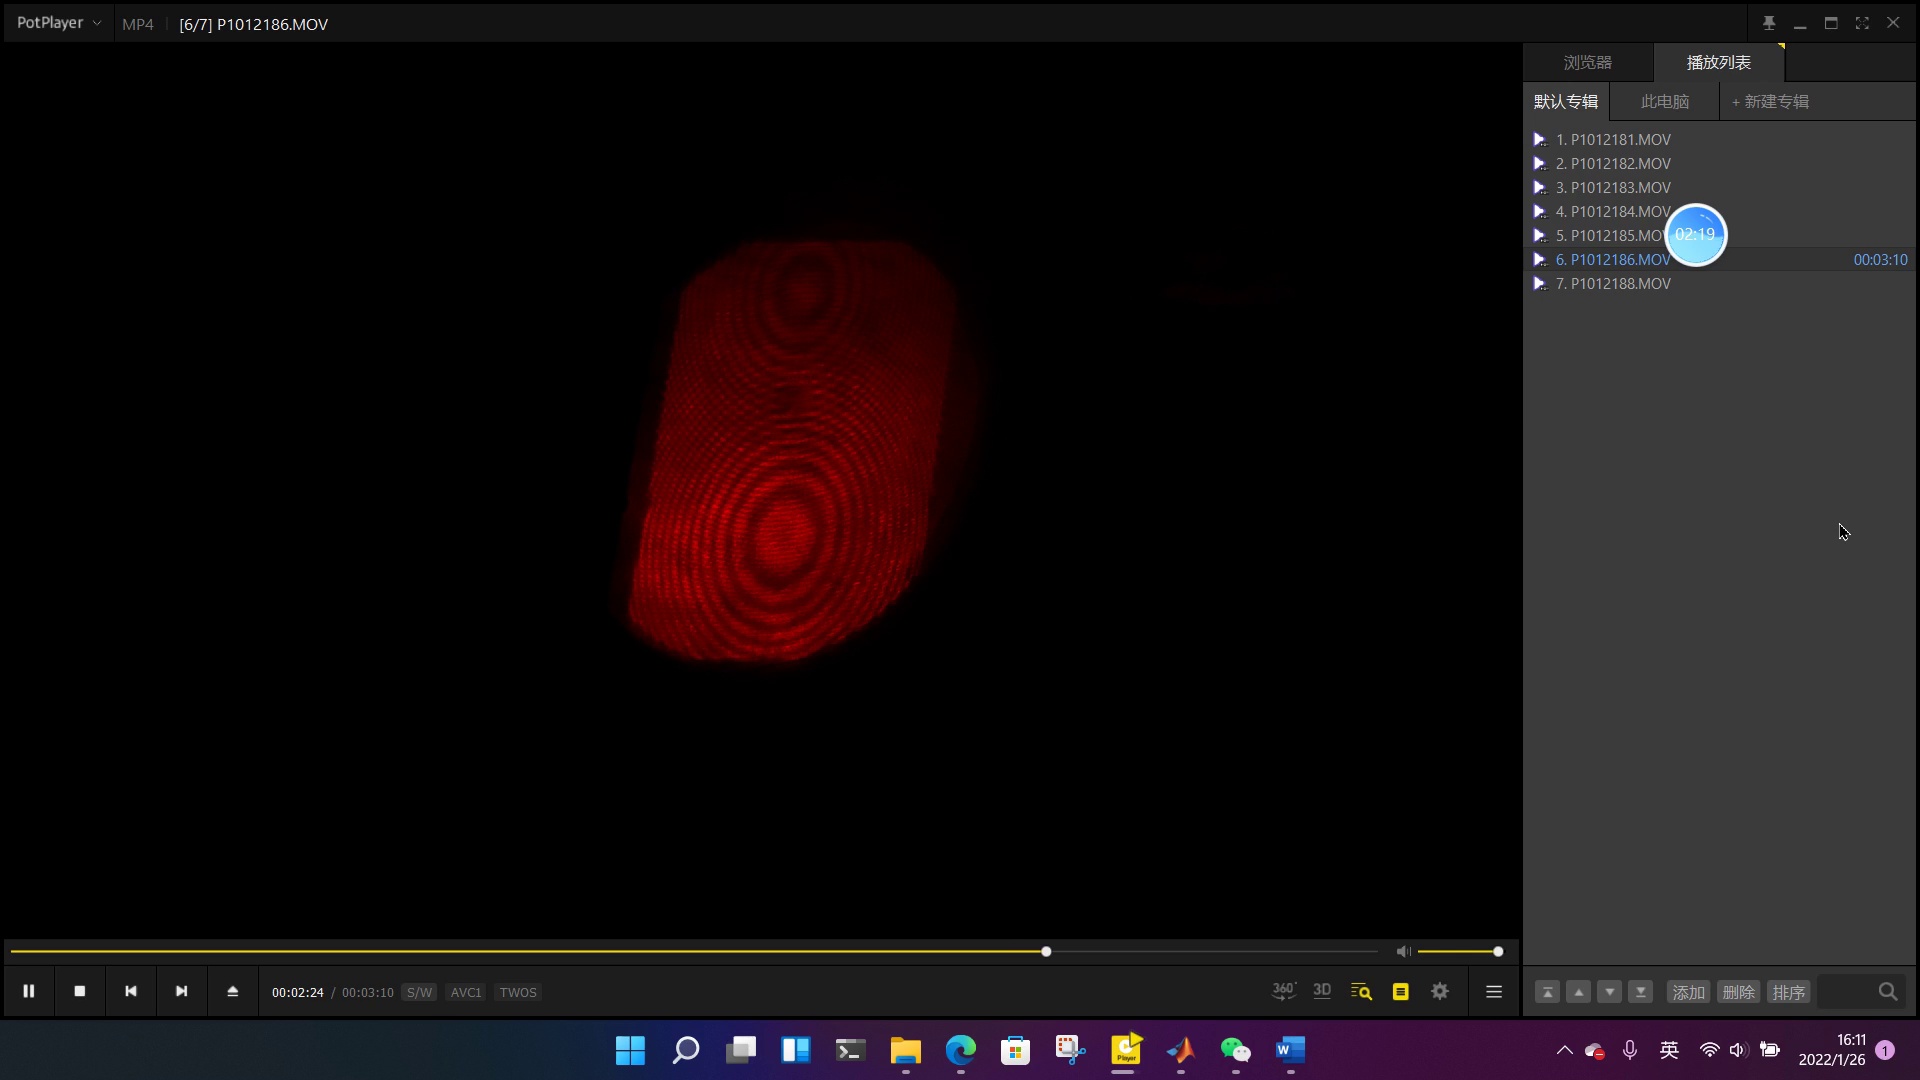 PotPlayer MP4 [6/7] P1012186.MOV
浏览器 播放列表
默认专辑 此电脑 + 新建专辑
1. P1012181.MOV
2. P1012182.MOV
3. P1012183.MOV
4. P1012184.MOV
5. P1012185.MOV
02:19
6. P1012186.MOV 00:03:10
7. P1012188.MOV
00:02:24 / 00:03:10 S/W AVC1 TWOS
360° 3D
添加 删除 排序
Player
W
英
16:11
2022/1/26
1